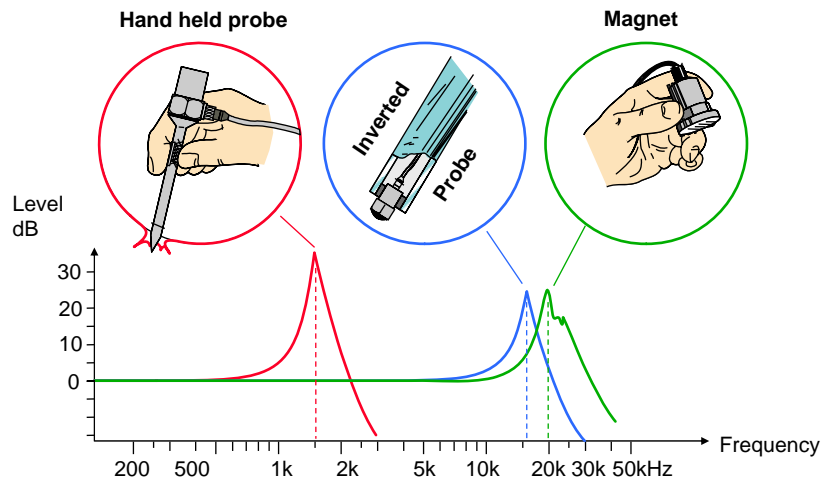 Hand held probe
Magnet
Inverted
Probe
Level
dB
30
20
10
0
200 500 1k 2k 5k 10k 20k 30k 50kHz
Frequency